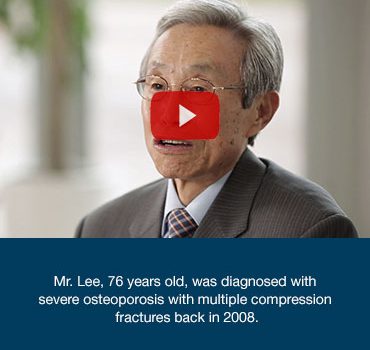 Mr. Lee, 76 years old, was diagnosed with
severe osteoporosis with multiple compression
fractures back in 2008.